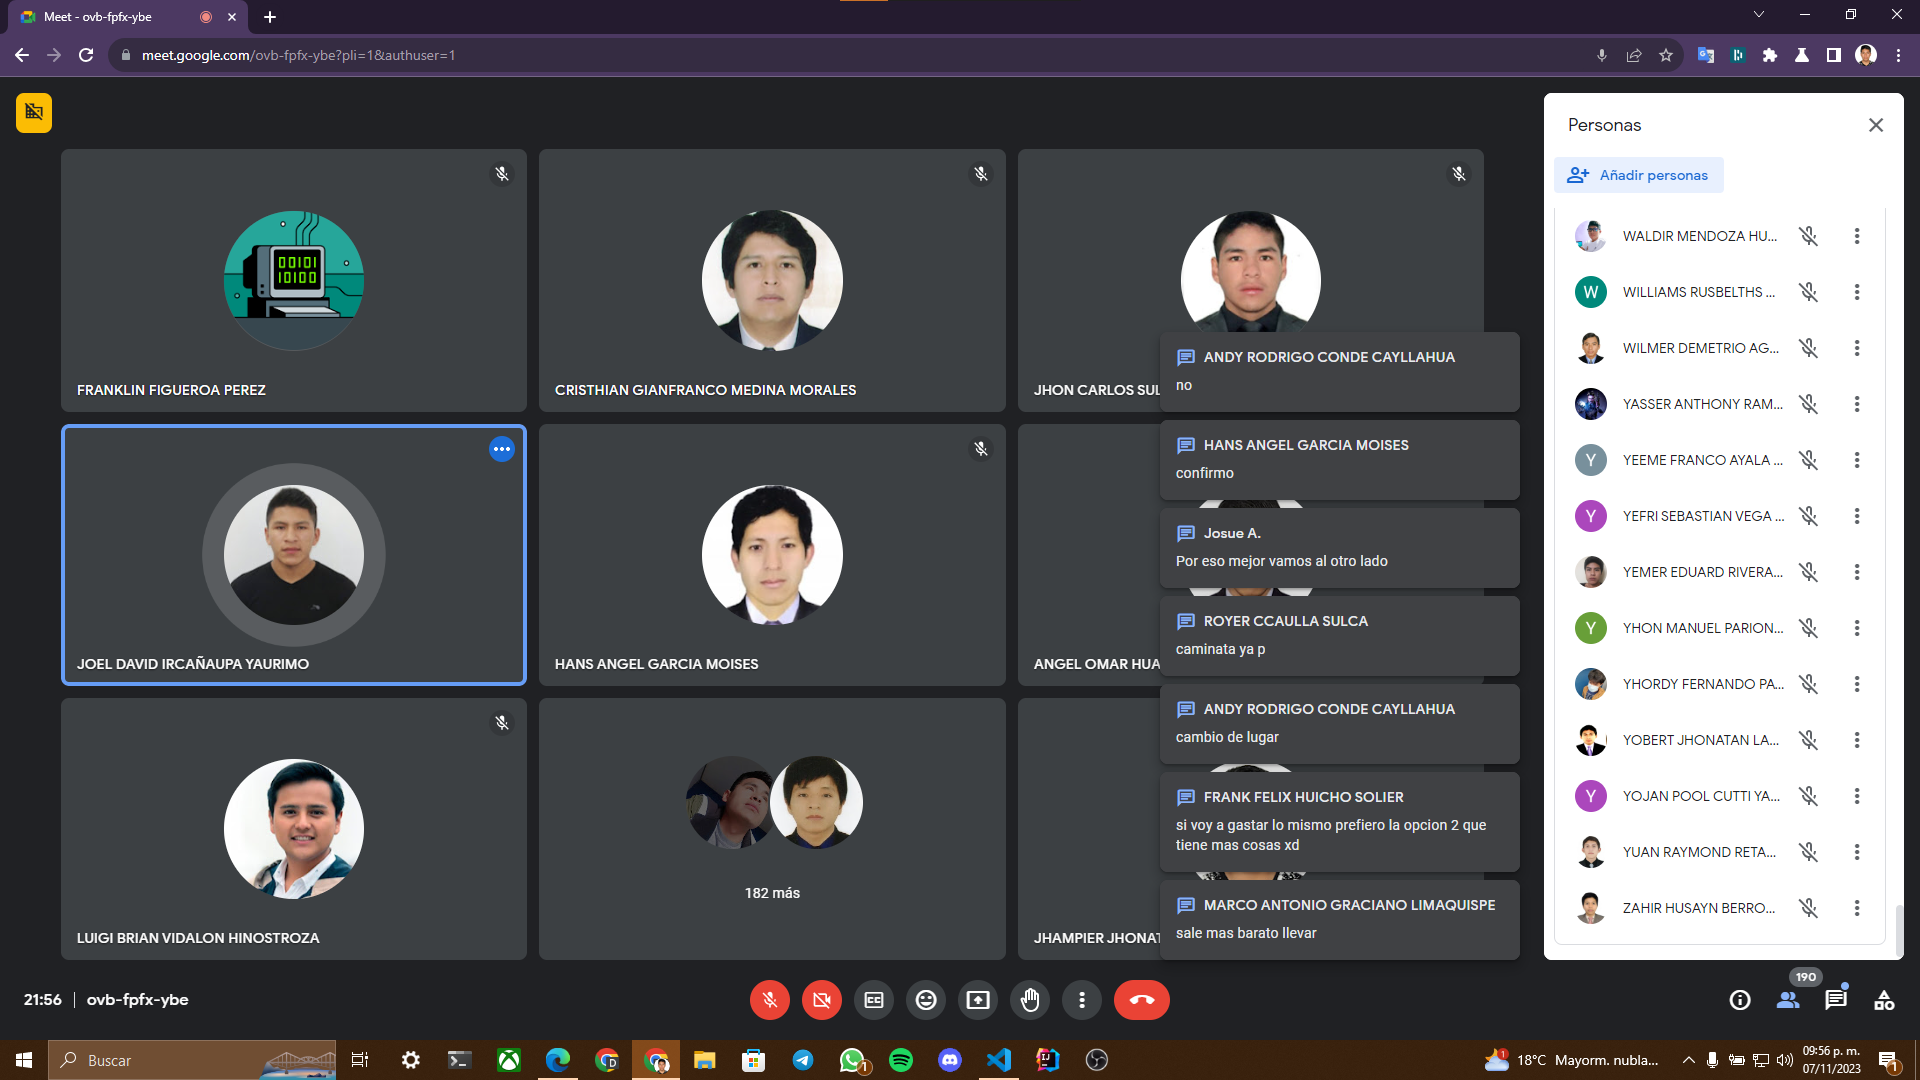 Meet - ovb-fpfx-ybe
meet.google.com/ovb-fpfx-ybe?pli=1&authuser=1
FRANKLIN FIGUEROA PEREZ
00101
10100
CRISTHIAN GIANFRANCO MEDINA MORALES
JHON CARLOS SUL
JOEL DAVID IRCAÑAUPA YAURIMO
HANS ANGEL GARCIA MOISES
ANGEL OMAR HUA
LUIGI BRIAN VIDALON HINOSTROZA
182 más
JHAMPIER JHONAT
ANDY RODRIGO CONDE CAYLLAHUA
no
HANS ANGEL GARCIA MOISES
confirmo
Josue A.
Por eso mejor vamos al otro lado
ROYER CCAULLA SULCA
caminata ya p
ANDY RODRIGO CONDE CAYLLAHUA
cambio de lugar
FRANK FELIX HUICHO SOLIER
si voy a gastar lo mismo prefiero la opcion 2 que
tiene mas cosas xd
MARCO ANTONIO GRACIANO LIMAQUISPE
sale mas barato llevar
Personas
Añadir personas
WALDIR MENDOZA HU...
W WILLIAMS RUSBELTHS ...
WILMER DEMETRIO AG...
YASSER ANTHONY RAM...
Y YEEME FRANCO AYALA ...
Y YEFRI SEBASTIAN VEGA ...
YEMER EDUARD RIVERA...
Y YHON MANUEL PARION...
YHORDY FERNANDO PA...
YOBERT JHONATAN LA...
Y YOJAN POOL CUTTI YA...
YUAN RAYMOND RETA...
ZAHIR HUSAYN BERRO...
21:56 | ovb-fpfx-ybe
190
Buscar
18°C Mayorm. nubla...
09:56 p. m.
07/11/2023